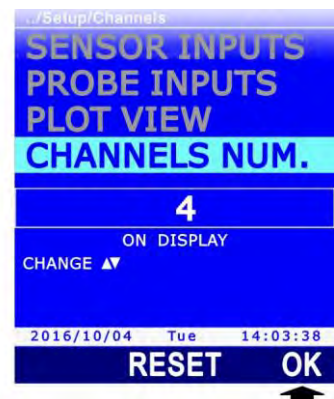 ../Setup/Channels
SENSOR INPUTS
PROBE INPUTS
PLOT VIEW
CHANNELS NUM.
4
ON DISPLAY
CHANGE ▲▼
2016/10/04 Tue 14:03:38
RESET OK